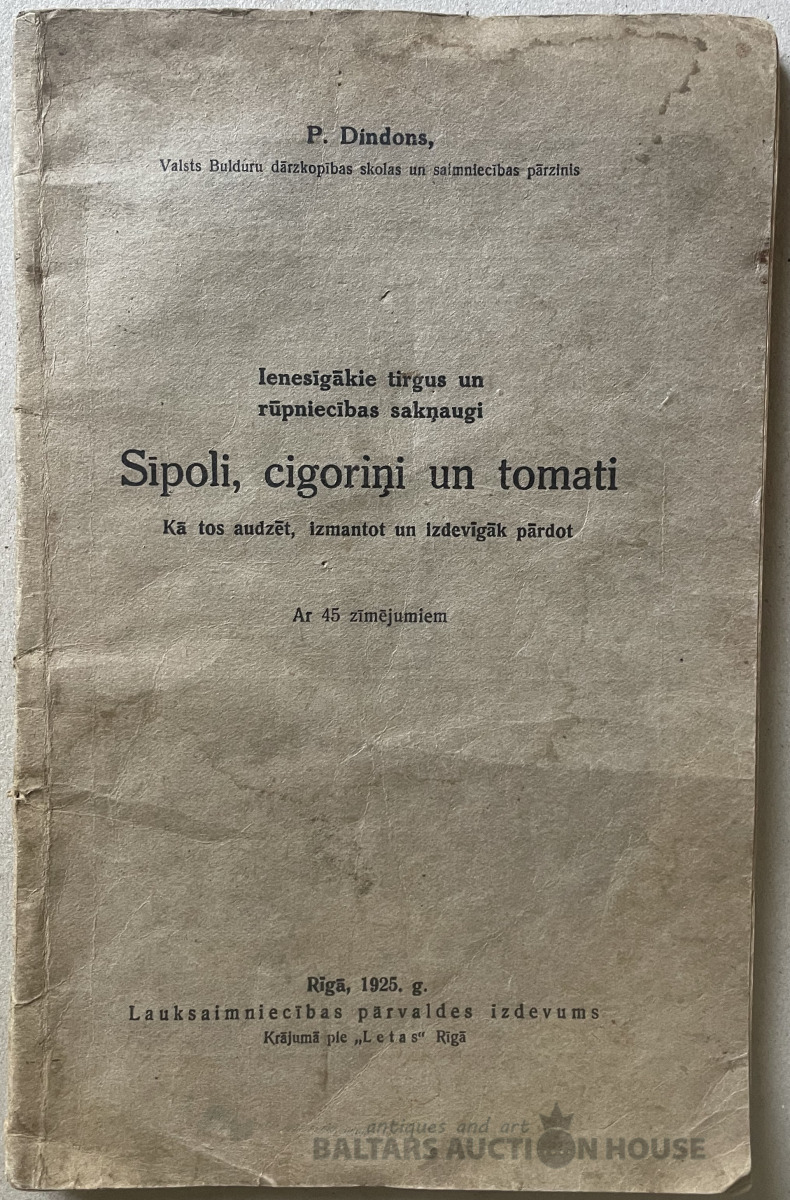 P. Dindons,
Valsts Bulduru dārzkopības skolas un saimniecības pārzinis
Ienesīgākie tirgus un
rūpniecības sakņaugi
Sīpoli, cigoriņi un tomati
Kā tos audzēt, izmantot un izdevīgāk pārdot
Ar 45 zīmējumiem
Rīgā, 1925. g.
Lauksaimniecības pārvaldes izdevums
Krājumā pie „Letas“ Rīgā
...antiques and art
BALTARS AUCTION HOUSE